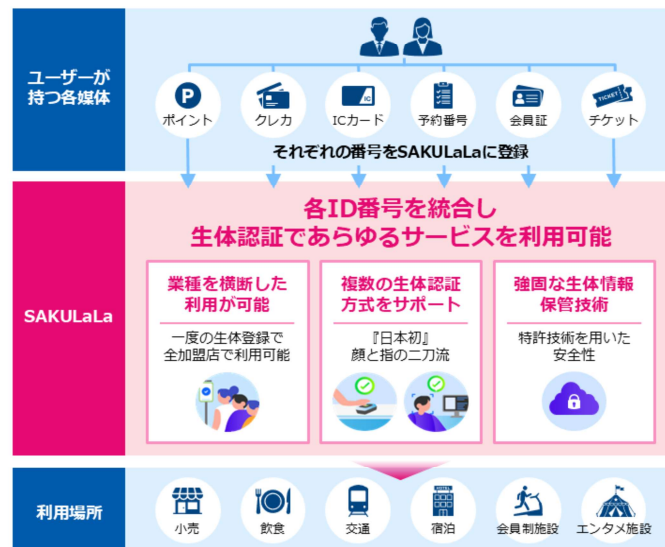 ユーザーが
持つ各媒体
P
ポイント
クレカ
IC
ICカード
予約番号
会員証
TICKET
チケット
それぞれの番号をSAKULaLaに登録
SAKULaLa
各ID番号を統合し
生体認証であらゆるサービスを利用可能
業種を横断した
利用が可能
一度の生体登録で
全加盟店で利用可能
複数の生体認証
方式をサポート
『日本初』
顔と指の二刀流
強固な生体情報
保管技術
特許技術を用いた
安全性
利用場所
小売
飲食
交通
HOTEL
宿泊
会員制施設
エンタメ施設